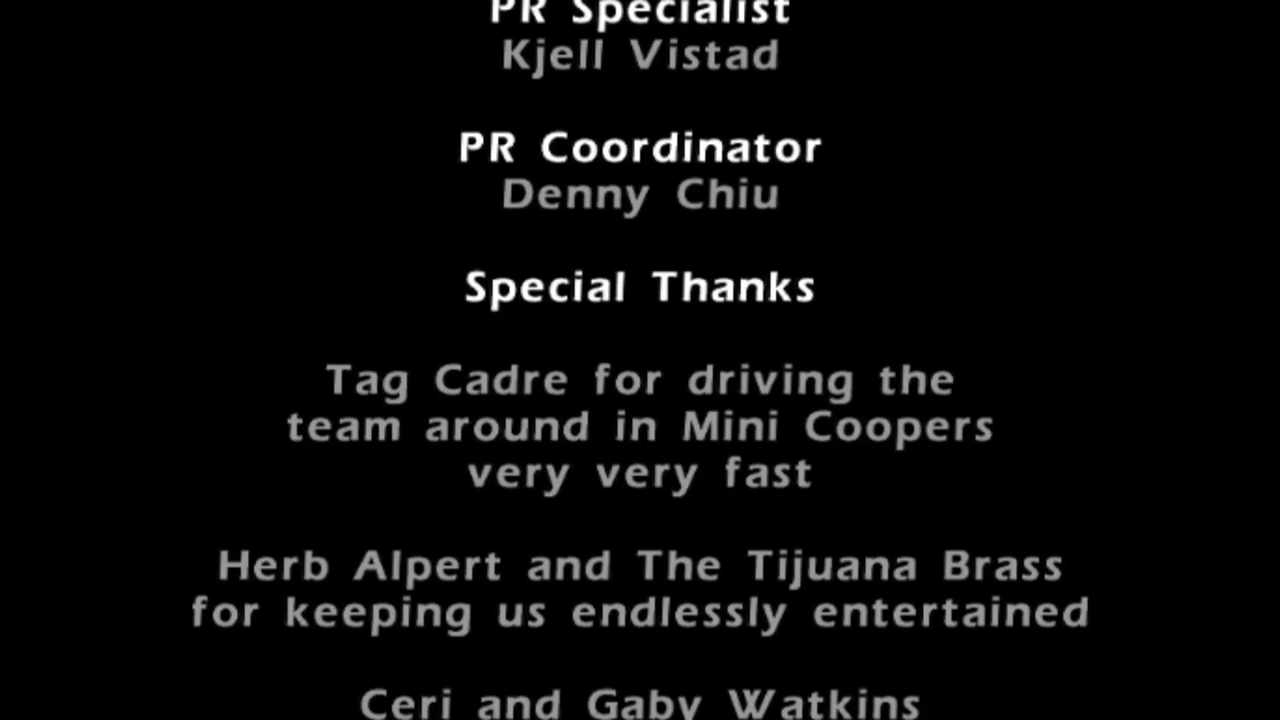 PR Specialist
Kjell Vistad
PR Coordinator
Denny Chiu
Special Thanks
Tag Cadre for driving the
team around in Mini Coopers
very very fast
Herb Alpert and The Tijuana Brass
for keeping us endlessly entertained
Ceri and Gaby Watkins